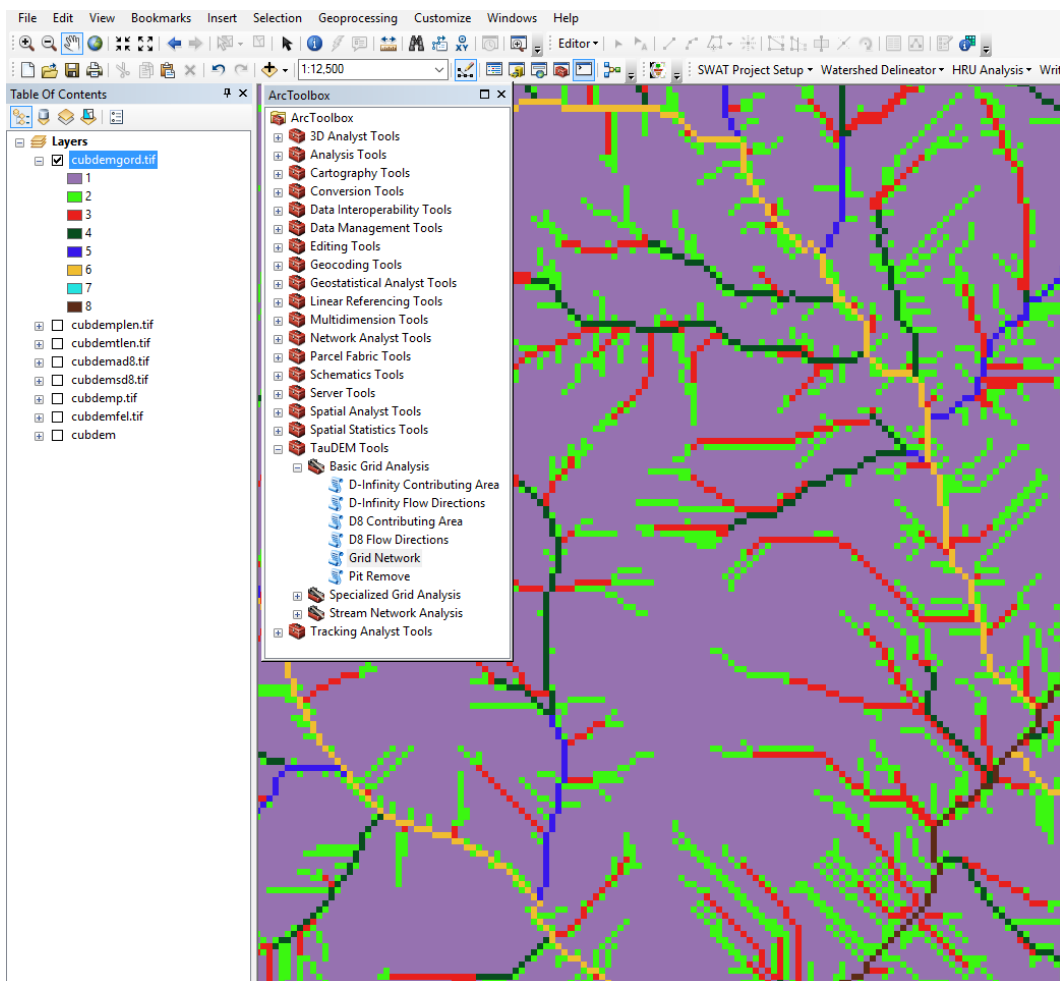 File Edit View Bookmarks Insert Selection Geoprocessing Customize Windows Help
Editor
1:12,500 SWAT Project Setup Watershed Delineator HRU Analysis Writ
Table Of Contents
Layers
cubdemgord.tif
1
2
3
4
5
6
7
8
cubdemplen.tif
cubdemtlen.tif
cubdemad8.tif
cubdemsd8.tif
cubdemp.tif
cubdemfel.tif
cubdem
ArcToolbox
ArcToolbox
3D Analyst Tools
Analysis Tools
Cartography Tools
Conversion Tools
Data Interoperability Tools
Data Management Tools
Editing Tools
Geocoding Tools
Geostatistical Analyst Tools
Linear Referencing Tools
Multidimension Tools
Network Analyst Tools
Parcel Fabric Tools
Schematics Tools
Server Tools
Spatial Analyst Tools
Spatial Statistics Tools
TauDEM Tools
Basic Grid Analysis
D-Infinity Contributing Area
D-Infinity Flow Directions
D8 Contributing Area
D8 Flow Directions
Grid Network
Pit Remove
Specialized Grid Analysis
Stream Network Analysis
Tracking Analyst Tools